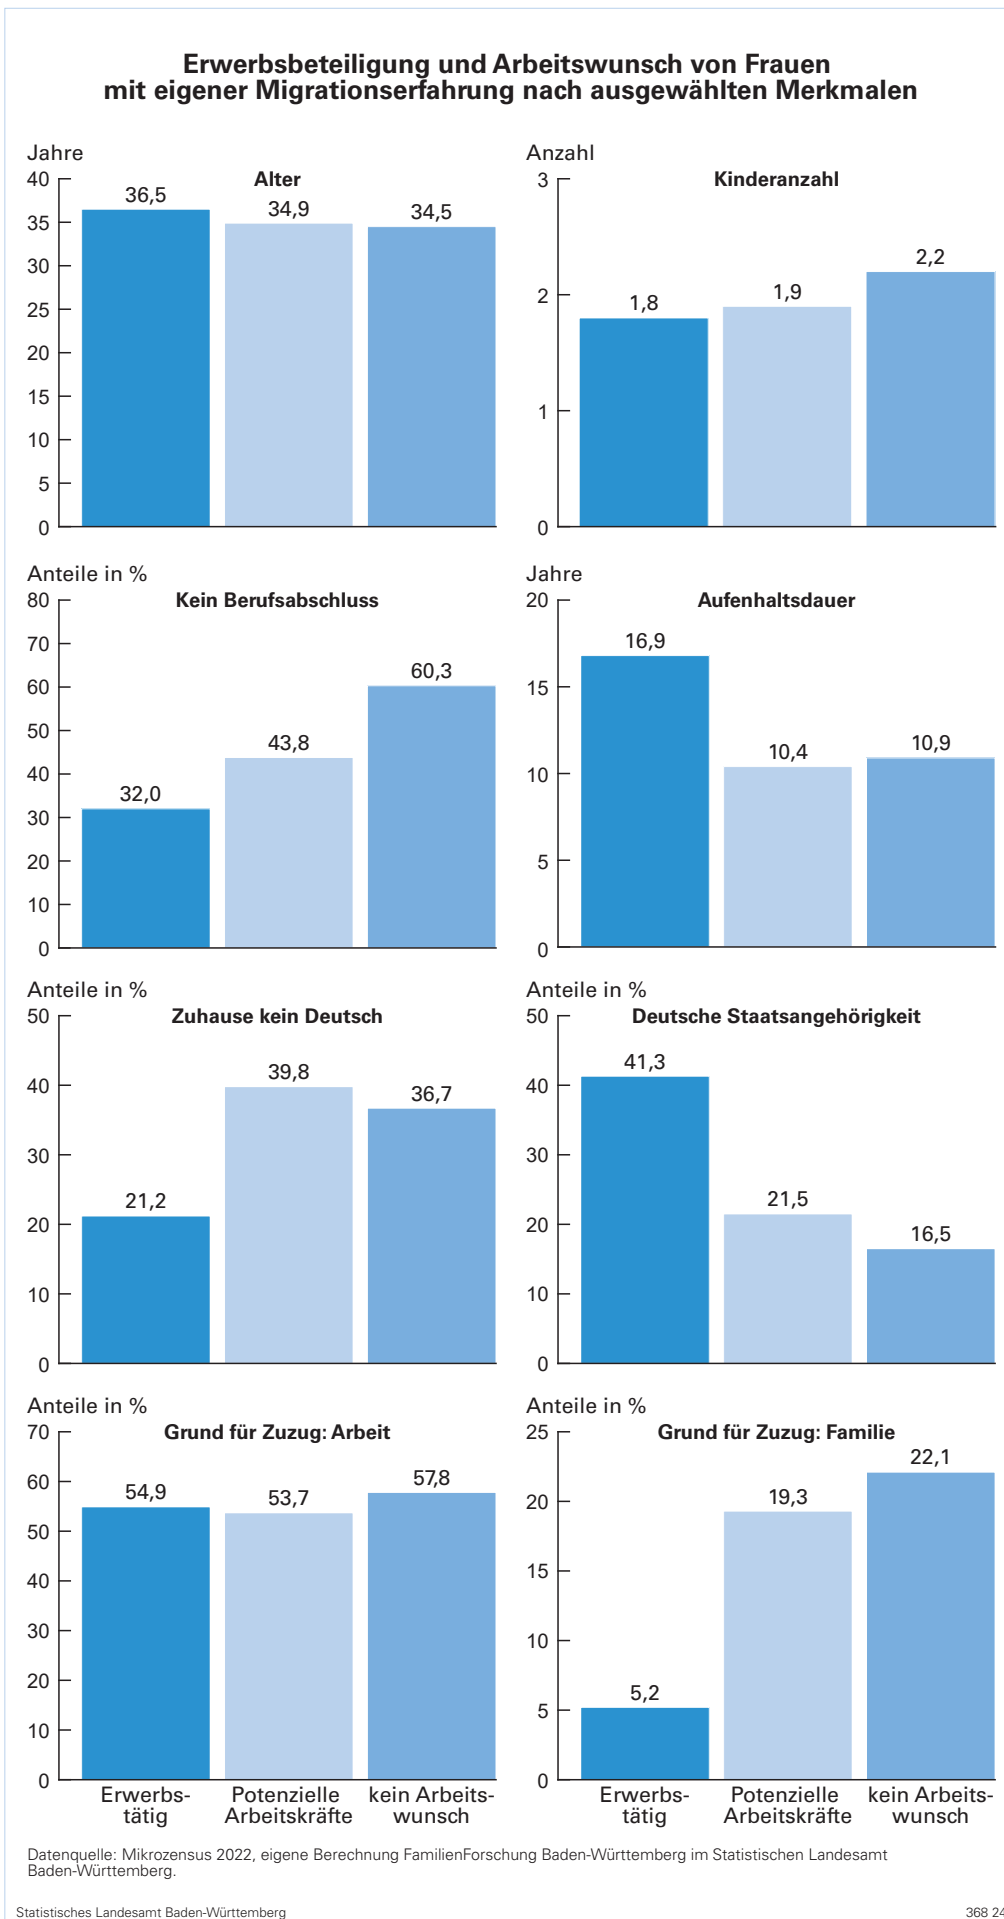 Erwerbsbeteiligung und Arbeitswunsch von Frauen
mit eigener Migrationserfahrung nach ausgewählten Merkmalen
Jahre
Alter
40
35
30
25
20
15
10
5
0
36,5
34,9
34,5
Anzahl
Kinderanzahl
3
2
1
0
1,8
1,9
2,2
Anteile in %
Kein Berufsabschluss
80
70
60
50
40
30
20
10
0
32,0
43,8
60,3
Jahre
Aufenthaltsdauer
20
15
10
5
0
16,9
10,4
10,9
Anteile in %
Zuhause kein Deutsch
50
40
30
20
10
0
21,2
39,8
36,7
Anteile in %
Deutsche Staatsangehörigkeit
50
40
30
20
10
0
41,3
21,5
16,5
Anteile in %
Grund für Zuzug: Arbeit
70
60
50
40
30
20
10
0
54,9
53,7
57,8
Erwerbs-
tätig
Potenzielle
Arbeitskräfte
kein Arbeits-
wunsch
Anteile in %
Grund für Zuzug: Familie
25
20
15
10
5
0
5,2
19,3
22,1
Erwerbs-
tätig
Potenzielle
Arbeitskräfte
kein Arbeits-
wunsch
Datenquelle: Mikrozensus 2022, eigene Berechnung FamilienForschung Baden-Württemberg im Statistischen Landesamt
Baden-Württemberg.
Statistisches Landesamt Baden-Württemberg
368 24